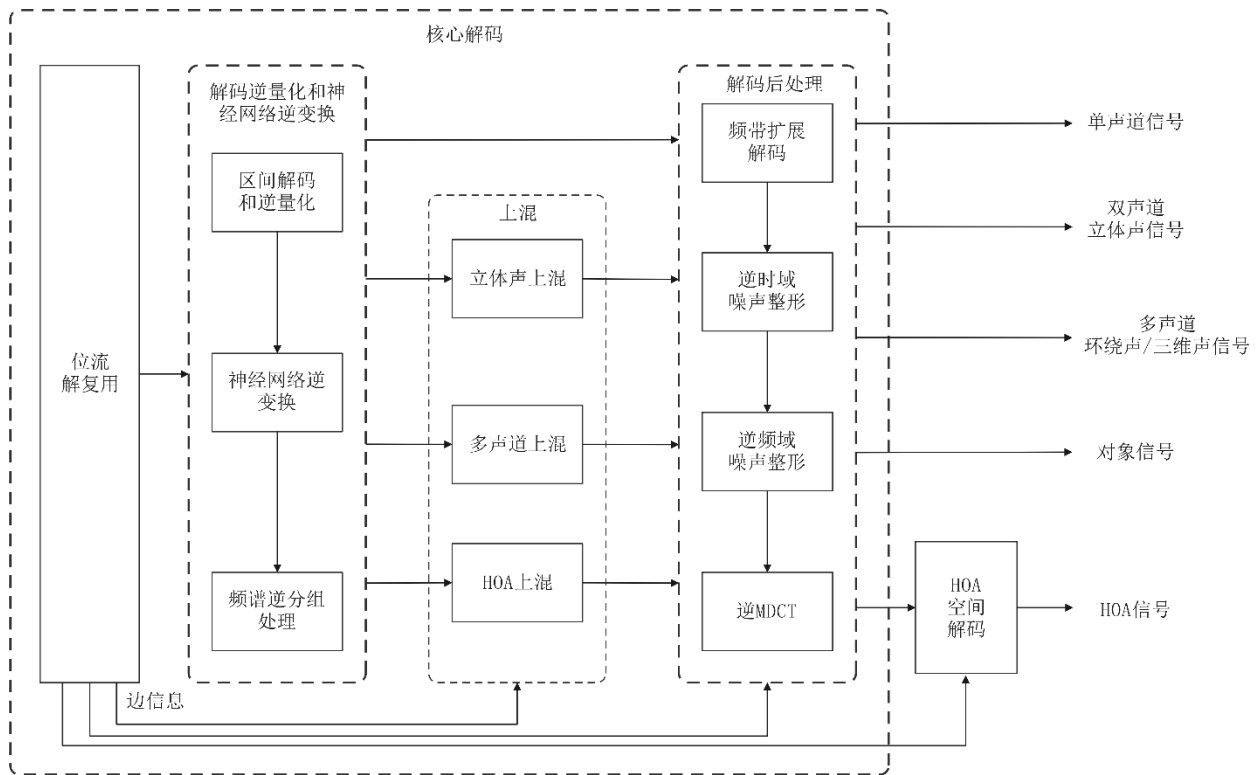 核心解码
位流
解复用
解码逆量化和神
经网络逆变换
区间解码
和逆量化
神经网络逆
变换
频谱逆分组
处理
上混
立体声上混
多声道上混
HOA上混
解码后处理
频带扩展
解码
逆时域
噪声整形
逆频域
噪声整形
逆MDCT
HOA
空间
解码
单声道信号
双声道
立体声信号
多声道
环绕声/三维声信号
对象信号
HOA信号
边信息